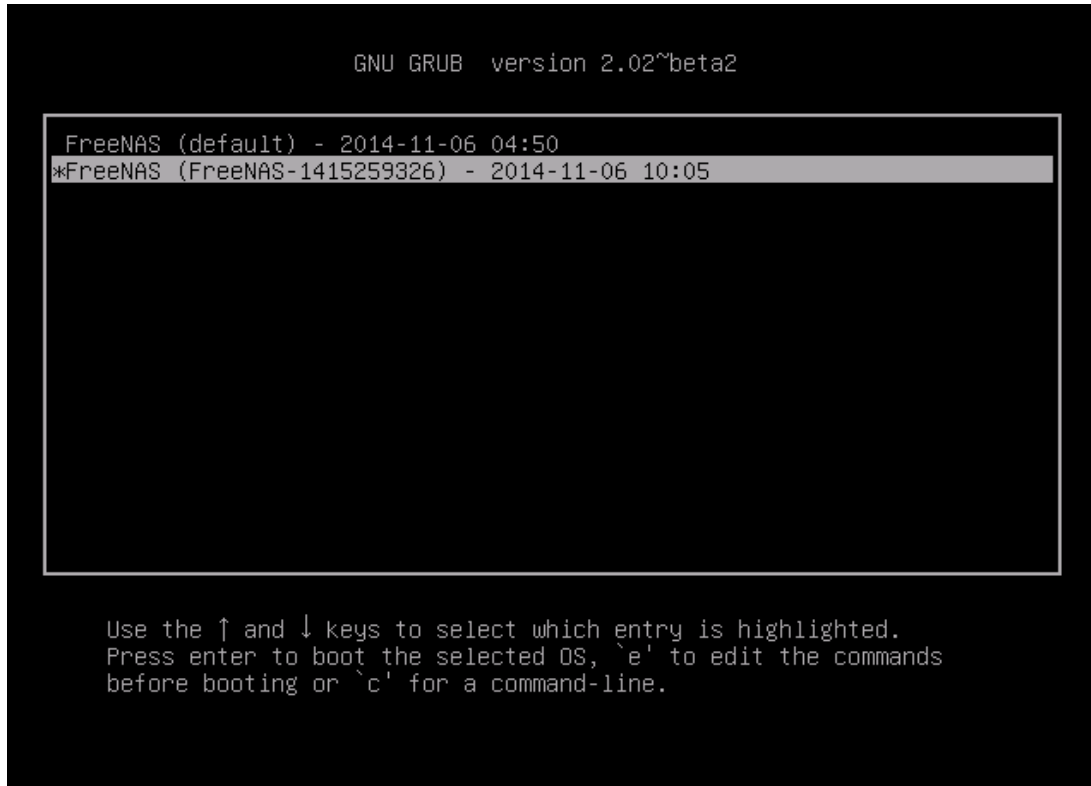 GNU GRUB  version 2.02~beta2
FreeNAS (default) - 2014-11-06 04:50
*FreeNAS (FreeNAS-1415259326) - 2014-11-06 10:05
Use the ↑ and ↓ keys to select which entry is highlighted.
Press enter to boot the selected OS, `e' to edit the commands
before booting or `c' for a command-line.